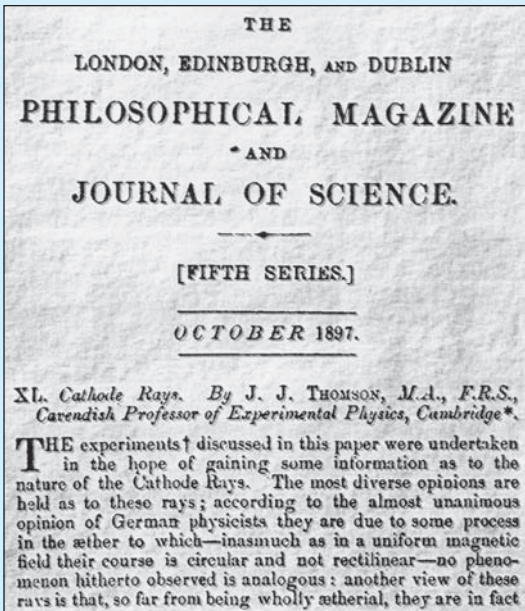 THE
LONDON, EDINBURGH, AND DUBLIN
PHILOSOPHICAL MAGAZINE
AND
JOURNAL OF SCIENCE.
[FIFTH SERIES.]
OCTOBER 1897.
XL. Cathode Rays. By J. J. THOMSON, M.A., F.R.S.,
Cavendish Professor of Experimental Physics, Cambridge*.
THE experiments† discussed in this paper were undertaken
in the hope of gaining some information as to the
nature of the Cathode Rays. The most diverse opinions are
held as to these rays; according to the almost unanimous
opinion of German physicists they are due to some process
in the æther to which—inasmuch as in a uniform magnetic
field their course is circular and not rectilinear—no pheno-
menon hitherto observed is analogous: another view of these
rays is that, so far from being wholly ætherial, they are in fact